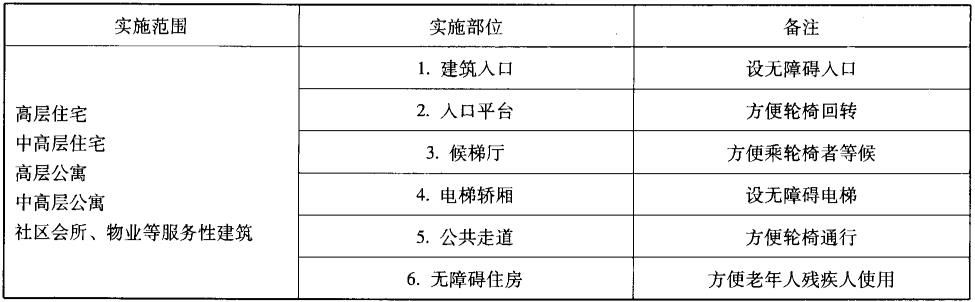 实施范围 实施部位 备注
1. 建筑入口 设无障碍入口
2. 入口平台 方便轮椅回转
3. 候梯厅 方便乘轮椅者等候
4. 电梯轿厢 设无障碍电梯
5. 公共走道 方便轮椅通行
6. 无障碍住房 方便老年人残疾人使用
高层住宅
中高层住宅
高层公寓
中高层公寓
社区会所、物业等服务性建筑